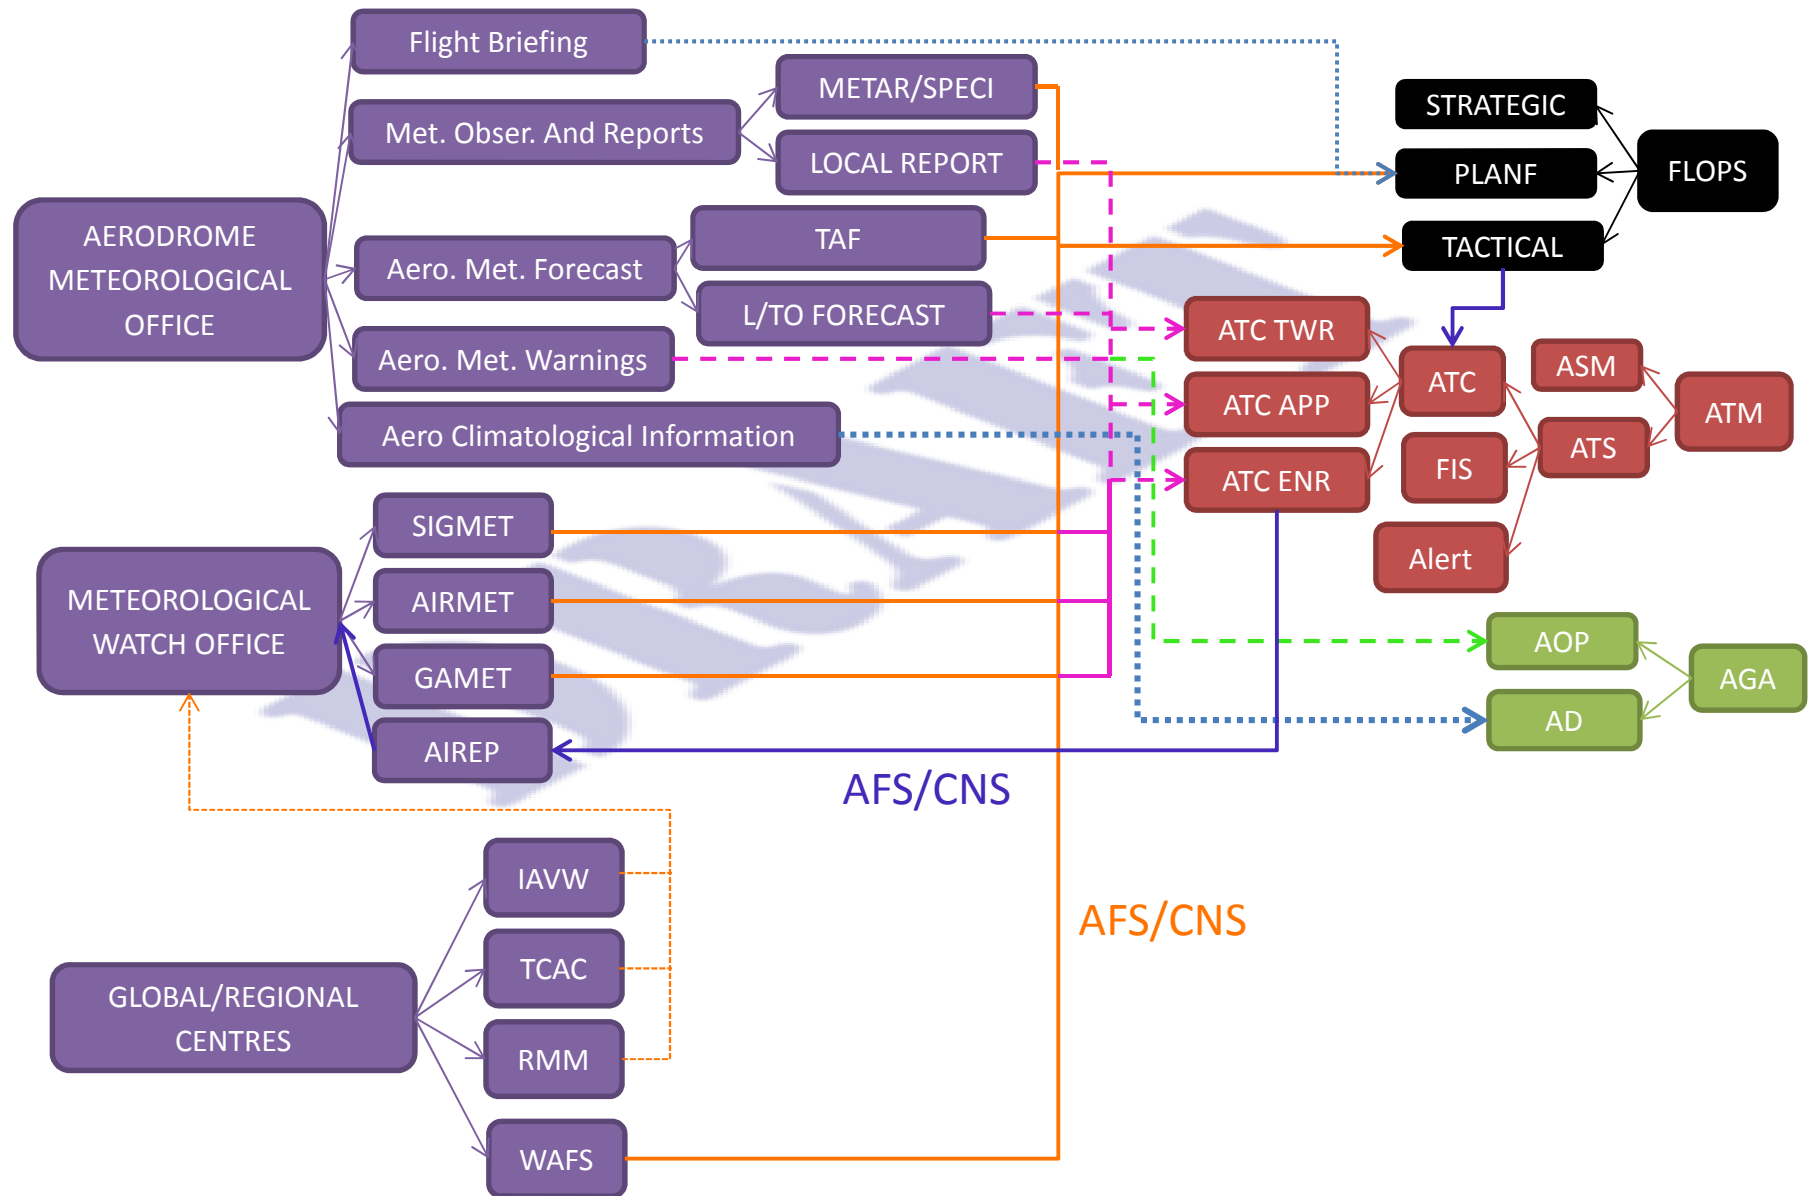 Flight Briefing
METAR/SPECI
Met. Obser. And Reports
LOCAL REPORT
AERODROME
METEOROLOGICAL
OFFICE
TAF
Aero. Met. Forecast
L/TO FORECAST
Aero. Met. Warnings
Aero Climatological Information
STRATEGIC
PLANF
FLOPS
TACTICAL
ATC TWR
ATC APP
ATC ENR
ATC
ASM
ATM
ATS
FIS
Alert
SIGMET
AIRMET
METEOROLOGICAL
WATCH OFFICE
GAMET
AIREP
AOP
AGA
AD
AFS/CNS
AFS/CNS
IAVW
TCAC
GLOBAL/REGIONAL
CENTRES
RMM
WAFS